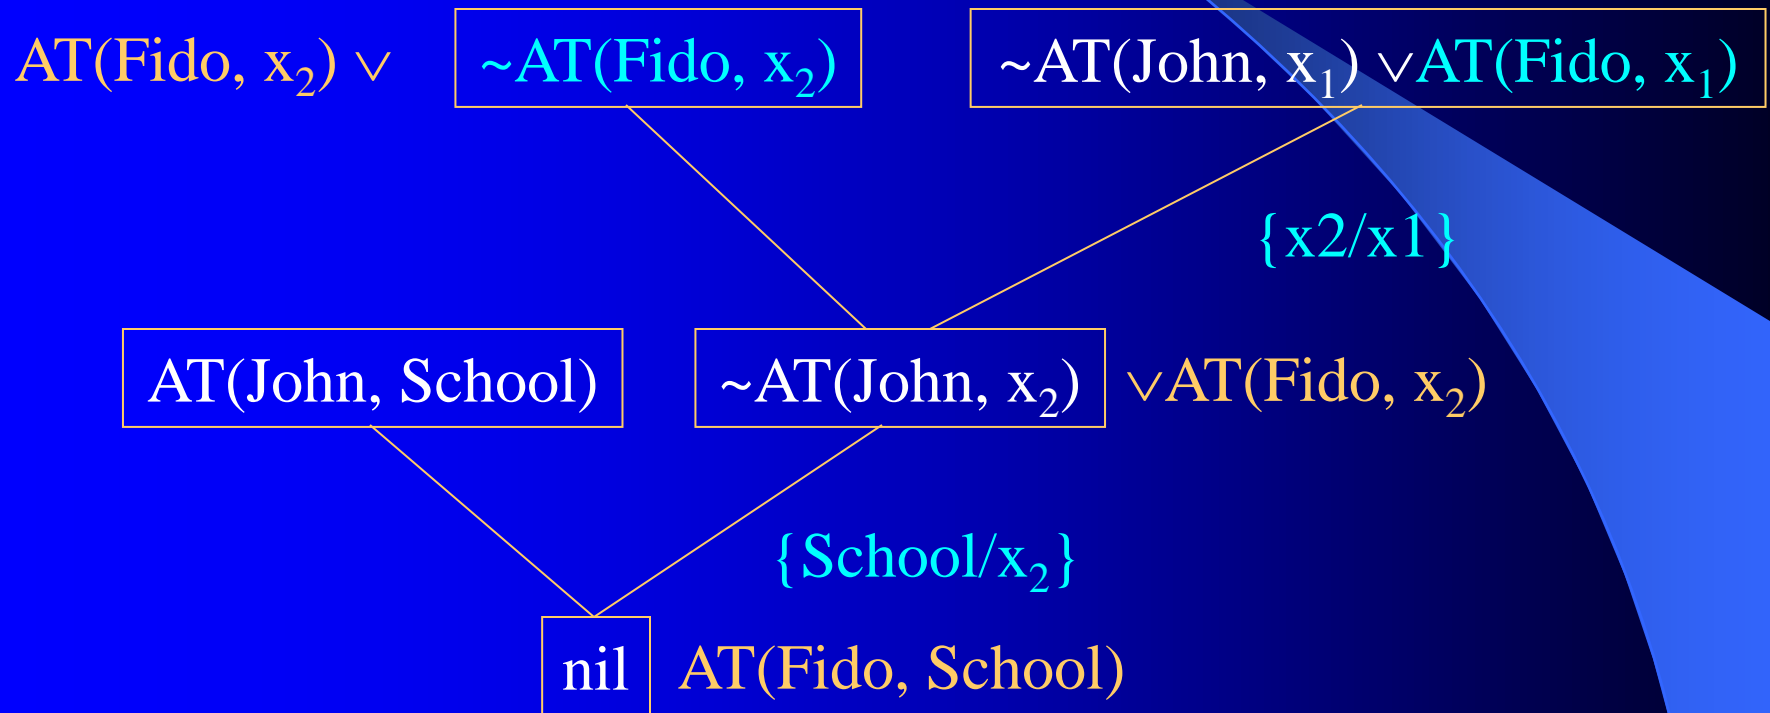 AT(Fido, x₂) ∨ ~AT(Fido, x₂) ~AT(John, x₁) ∨AT(Fido, x₁)
{x2/x1}
AT(John, School) ~AT(John, x₂) ∨AT(Fido, x₂)
{School/x₂}
nil AT(Fido, School)